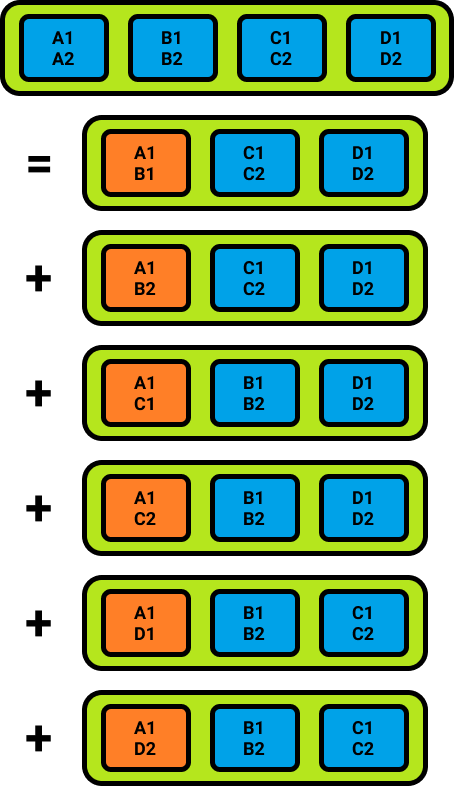 A1 B1 C1 D1
A2 B2 C2 D2
= A1 C1 D1
B1 C2 D2
+ A1 C1 D1
B2 C2 D2
+ A1 B1 D1
C1 B2 D2
+ A1 B1 D1
C2 B2 D2
+ A1 B1 C1
D1 B2 C2
+ A1 B1 C1
D2 B2 C2